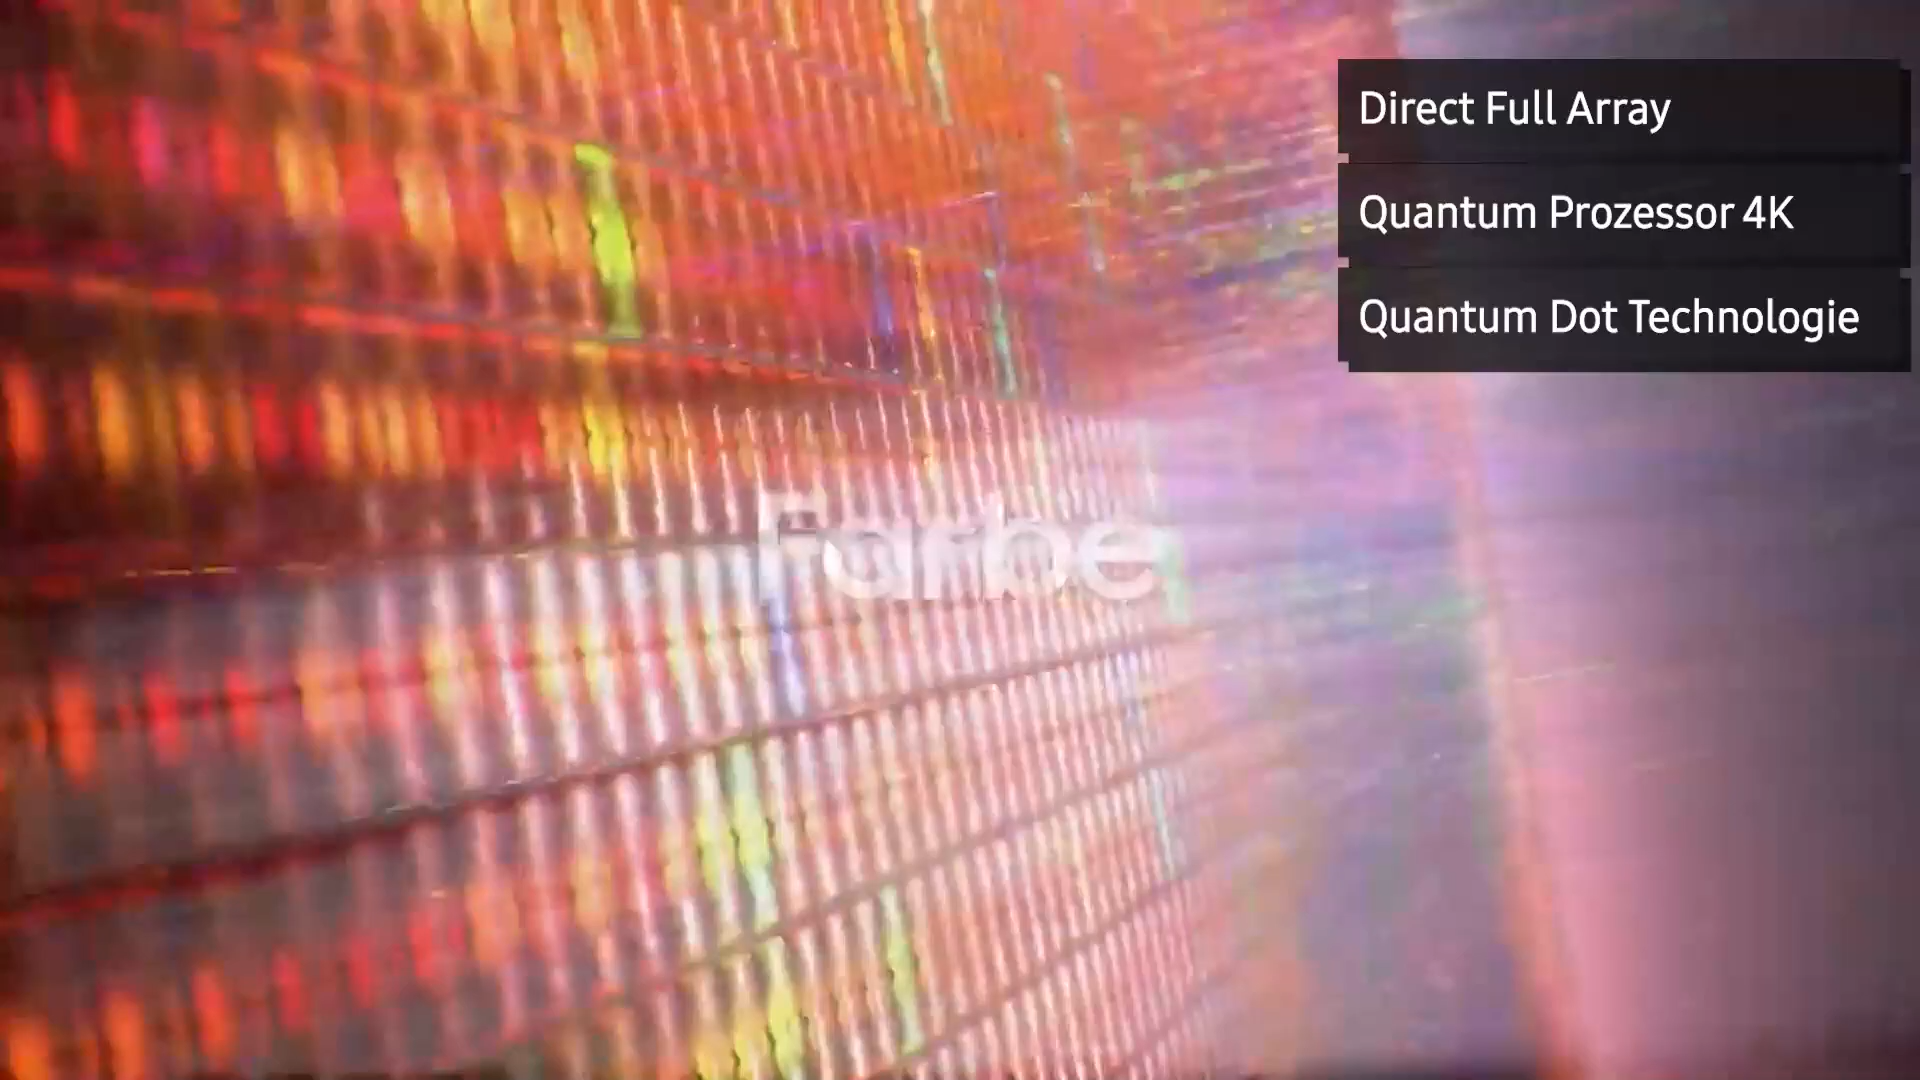 Direct Full Array
Quantum Prozessor 4K
Quantum Dot Technologie
Farbe